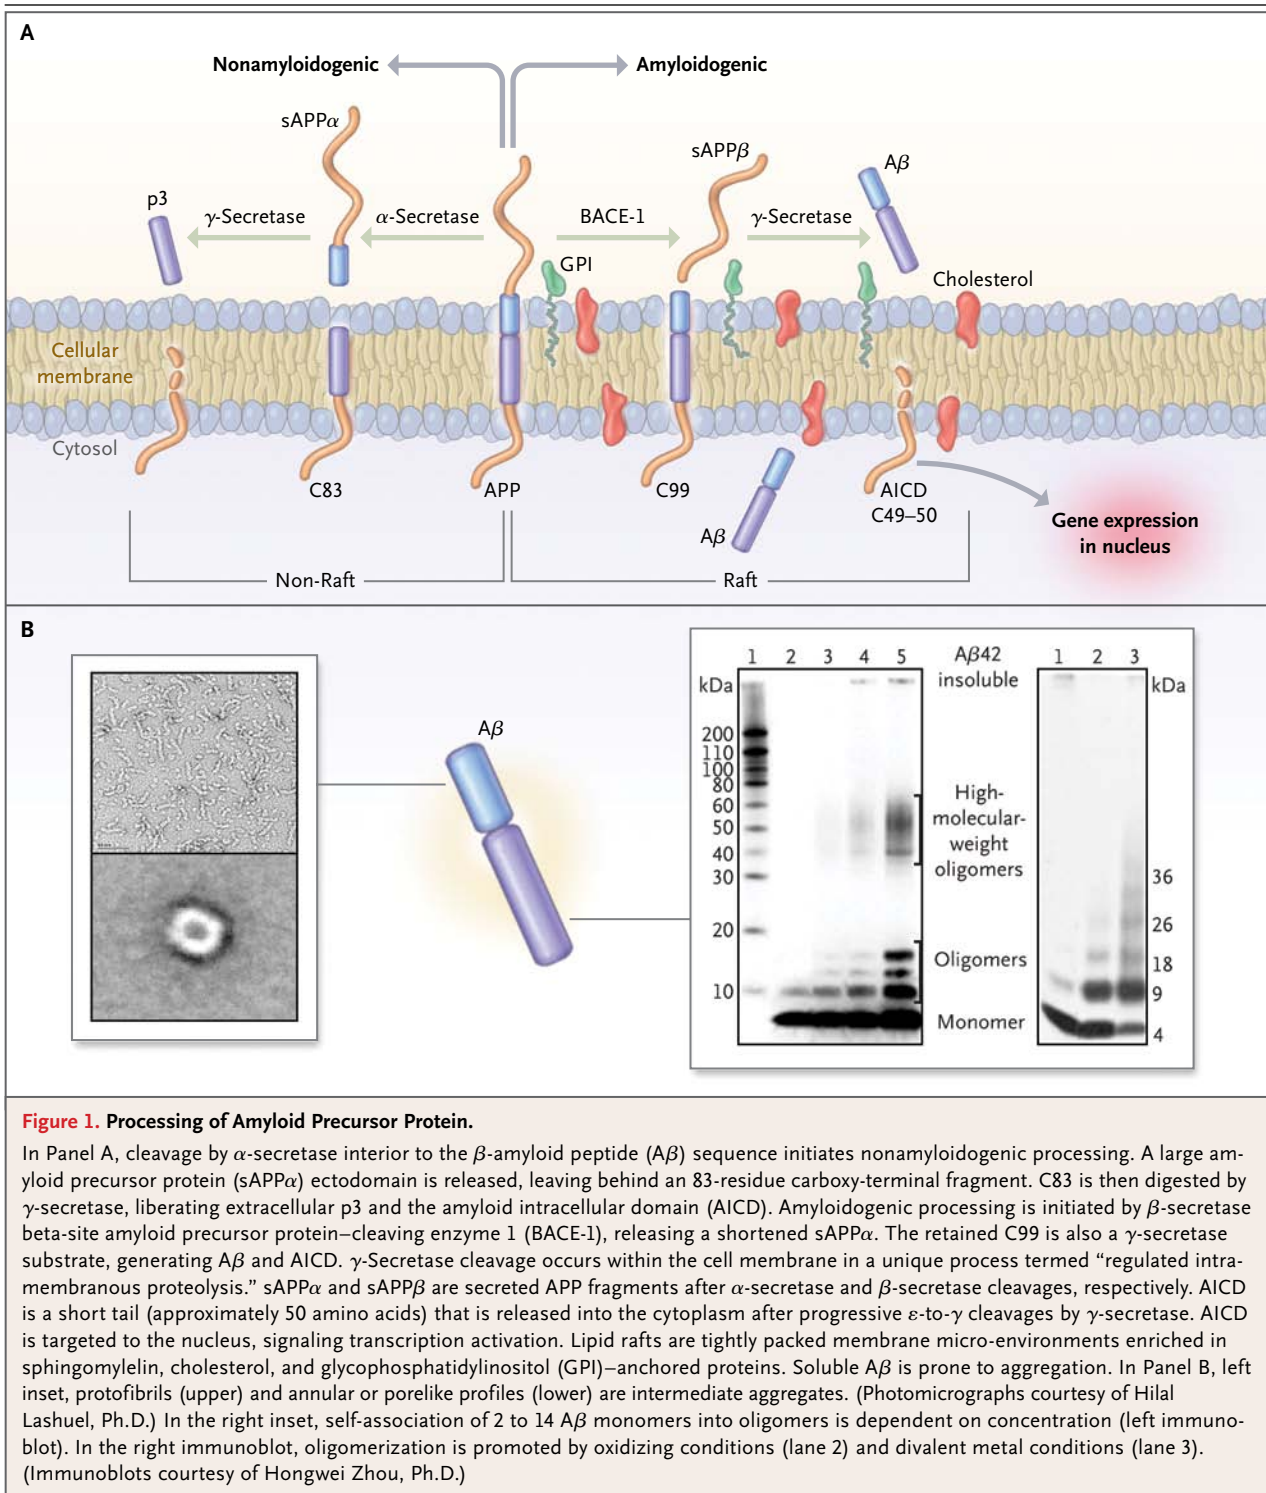 A
Nonamyloidogenic
Amyloidogenic
sAPPα
sAPPβ
Aβ
p3
γ-Secretase
α-Secretase
BACE-1
γ-Secretase
GPI
Cholesterol
Cellular
membrane
Cytosol
C83
APP
C99
Aβ
AICD
C49–50
Gene expression
in nucleus
Non-Raft
Raft
B
Aβ
1 2 3 4 5
kDa
200
110
100
80
60
50
40
30
20
10
Aβ42
insoluble
High-
molecular-
weight
oligomers
Oligomers
Monomer
1 2 3
kDa
36
26
18
9
4
Figure 1. Processing of Amyloid Precursor Protein.
In Panel A, cleavage by α-secretase interior to the β-amyloid peptide (Aβ) sequence initiates nonamyloidogenic processing. A large am-
yloid precursor protein (sAPPα) ectodomain is released, leaving behind an 83-residue carboxy-terminal fragment. C83 is then digested by
γ-secretase, liberating extracellular p3 and the amyloid intracellular domain (AICD). Amyloidogenic processing is initiated by β-secretase
beta-site amyloid precursor protein–cleaving enzyme 1 (BACE-1), releasing a shortened sAPPα. The retained C99 is also a γ-secretase
substrate, generating Aβ and AICD. γ-Secretase cleavage occurs within the cell membrane in a unique process termed “regulated intra-
membranous proteolysis.” sAPPα and sAPPβ are secreted APP fragments after α-secretase and β-secretase cleavages, respectively. AICD
is a short tail (approximately 50 amino acids) that is released into the cytoplasm after progressive ε-to-γ cleavages by γ-secretase. AICD
is targeted to the nucleus, signaling transcription activation. Lipid rafts are tightly packed membrane micro-environments enriched in
sphingomylelin, cholesterol, and glycophosphatidylinositol (GPI)–anchored proteins. Soluble Aβ is prone to aggregation. In Panel B, left
inset, protofibrils (upper) and annular or porelike profiles (lower) are intermediate aggregates. (Photomicrographs courtesy of Hilal
Lashuel, Ph.D.) In the right inset, self-association of 2 to 14 Aβ monomers into oligomers is dependent on concentration (left immuno-
blot). In the right immunoblot, oligomerization is promoted by oxidizing conditions (lane 2) and divalent metal conditions (lane 3).
(Immunoblots courtesy of Hongwei Zhou, Ph.D.)